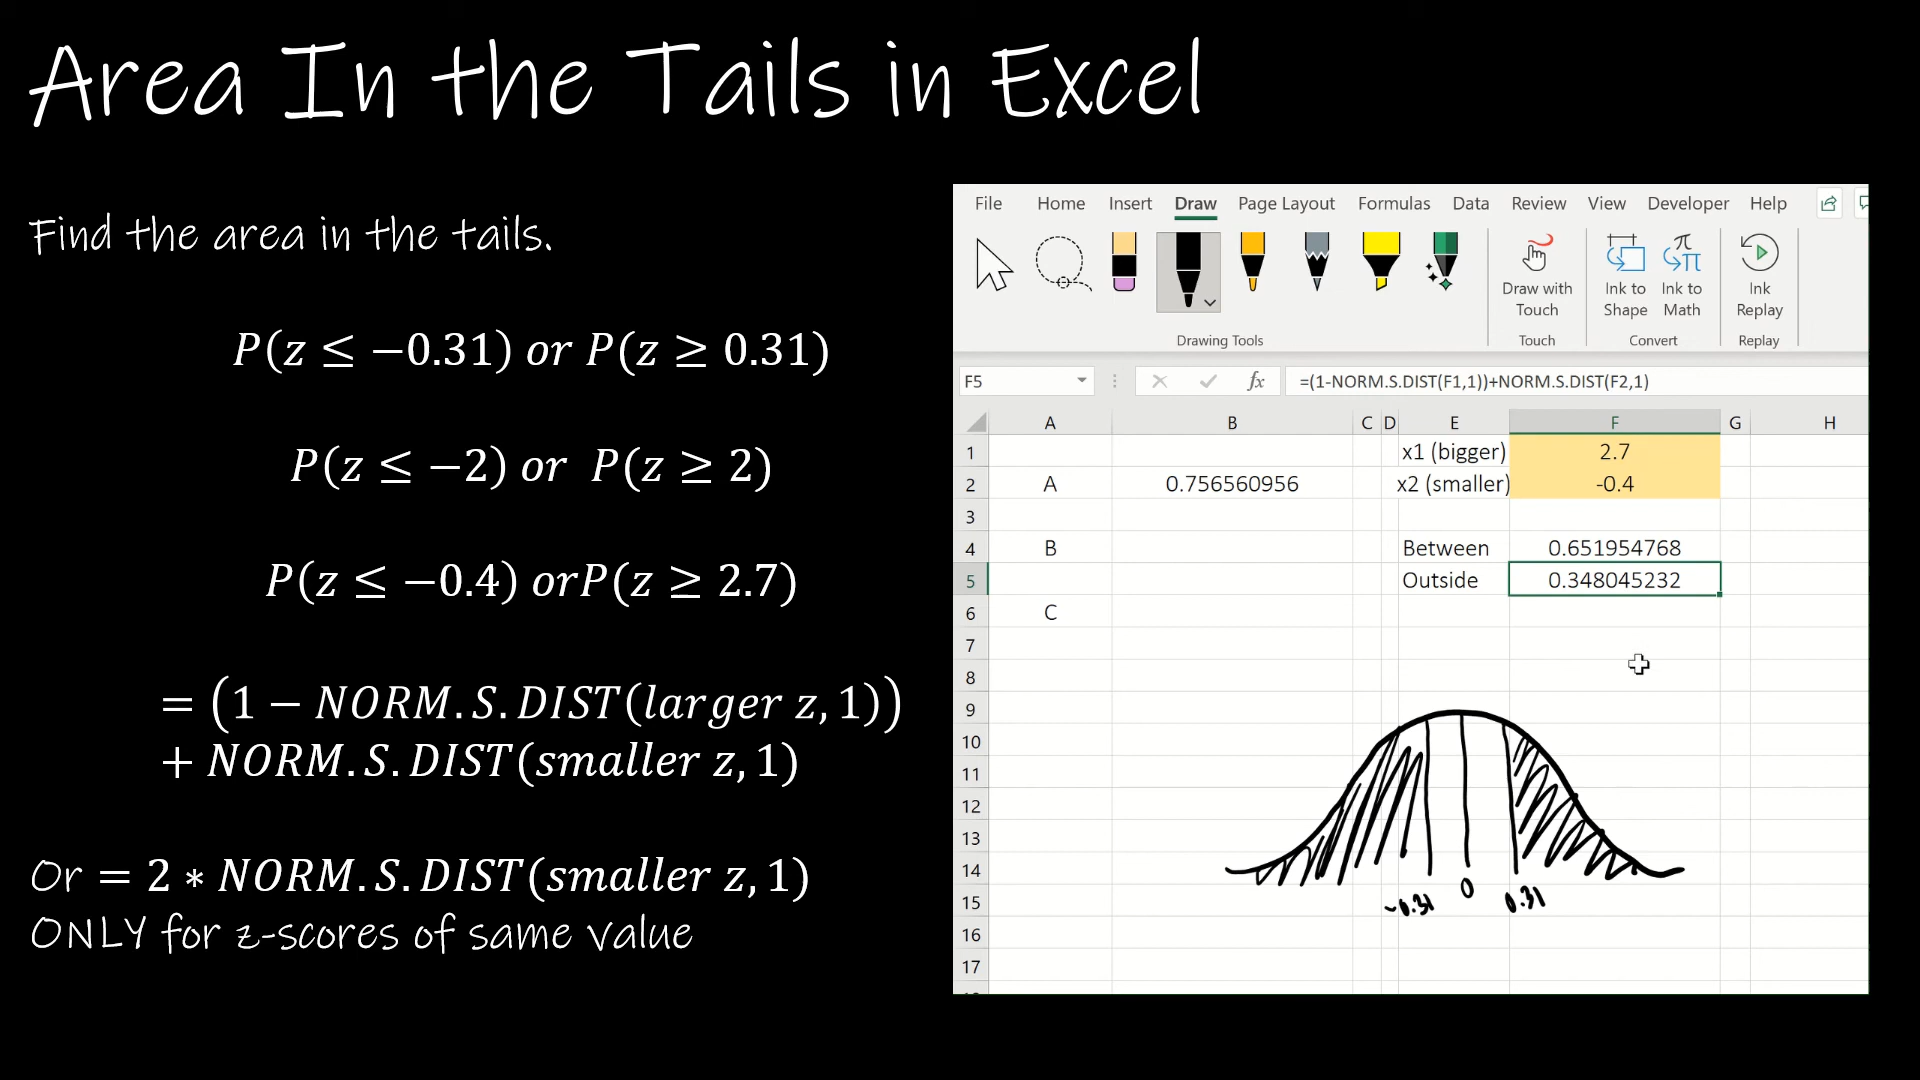 Area In the Tails in Excel
Find the area in the tails.
P(z ≤ −0.31) or P(z ≥ 0.31)
P(z ≤ −2) or P(z ≥ 2)
P(z ≤ −0.4) orP(z ≥ 2.7)
= (1 − NORM.S.DIST(larger z, 1))
+ NORM.S.DIST(smaller z, 1)
Or = 2 ∗ NORM.S.DIST(smaller z, 1)
ONLY for z-scores of same value
File Home Insert Draw Page Layout Formulas Data Review View Developer Help
Draw with Touch
Ink to Shape
Ink to Math
Ink Replay
Drawing Tools Touch Convert Replay
F5 fx =(1-NORM.S.DIST(F1,1))+NORM.S.DIST(F2,1)
A B C D E F G H
1 x1 (bigger) 2.7
2 A 0.756560956 x2 (smaller) -0.4
3
4 B Between 0.651954768
5 Outside 0.348045232
6 C
7
8
9
10
11
12
13
14
15
16
17
-0.31 0 0.31